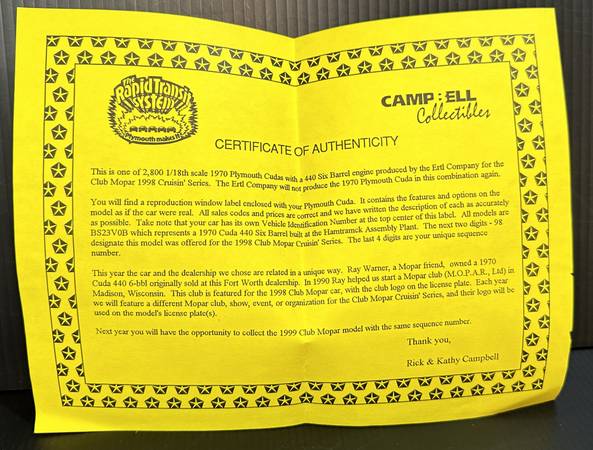 The
Rapid Transit
SYSTEM
Plymouth makes it
CAMPBELL
Collectibles
CERTIFICATE OF AUTHENTICITY
This is one of 2,800 1/18th scale 1970 Plymouth Cudas with a 440 Six Barrel engine produced by the Ertl Company for the
Club Mopar 1998 Cruisin' Series. The Ertl Company will not produce the 1970 Plymouth Cuda in this combination again.
You will find a reproduction window label enclosed with your Plymouth Cuda. It contains the features and options on the
model as if the car were real. All sales codes and prices are correct and we have written the description of each as accurately
as possible. Take note that your car has its own Vehicle Identification Number at the top center of this label. All models are
BS23V0B which represents a 1970 Cuda 440 Six Barrel built at the Hamtramck Assembly Plant. The next two digits - 98
designate this model was offered for the 1998 Club Mopar Cruisin' Series. The last 4 digits are your unique sequence
number.
This year the car and the dealership we chose are related in a unique way. Ray Warner, a Mopar friend, owned a 1970
Cuda 440 6-bbl originally sold at this Fort Worth dealership. In 1990 Ray helped us start a Mopar club (M.O.P.A.R., Ltd) in
Madison, Wisconsin. This club is featured for the 1998 Club Mopar car, with the club logo on the license plate. Each year
we will feature a different Mopar club, show, event, or organization for the Club Mopar Cruisin' Series, and their logo will be
used on the model's license plate(s).
Next year you will have the opportunity to collect the 1999 Club Mopar model with the same sequence number.
Thank you,
Rick & Kathy Campbell